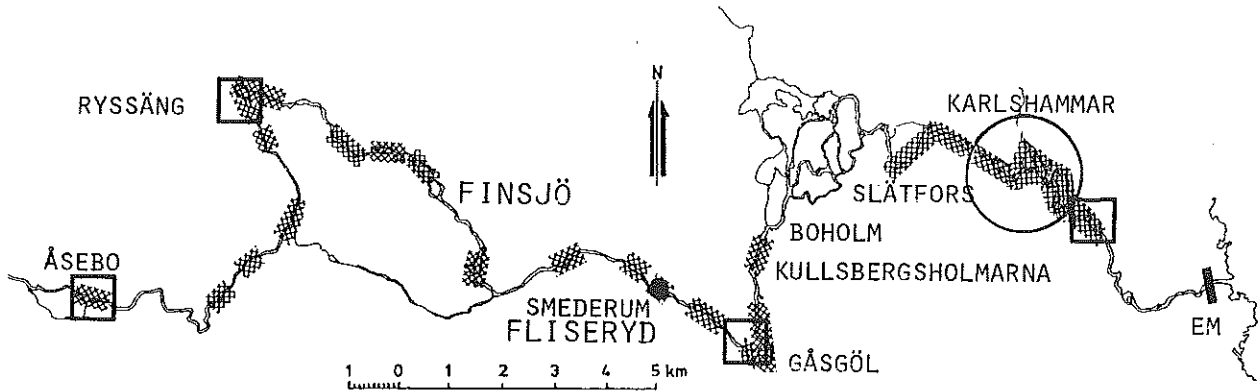 N
KARLSHAMMAR
RYSSÄNG
FINSJÖ
SLÄTFORS
BOHOLM
ÅSEBO
KULLSBERGSHOLMARNA
SMEDERUM
FLISERYD
EM
GÅSGÖL
1 0 1 2 3 4 5 km